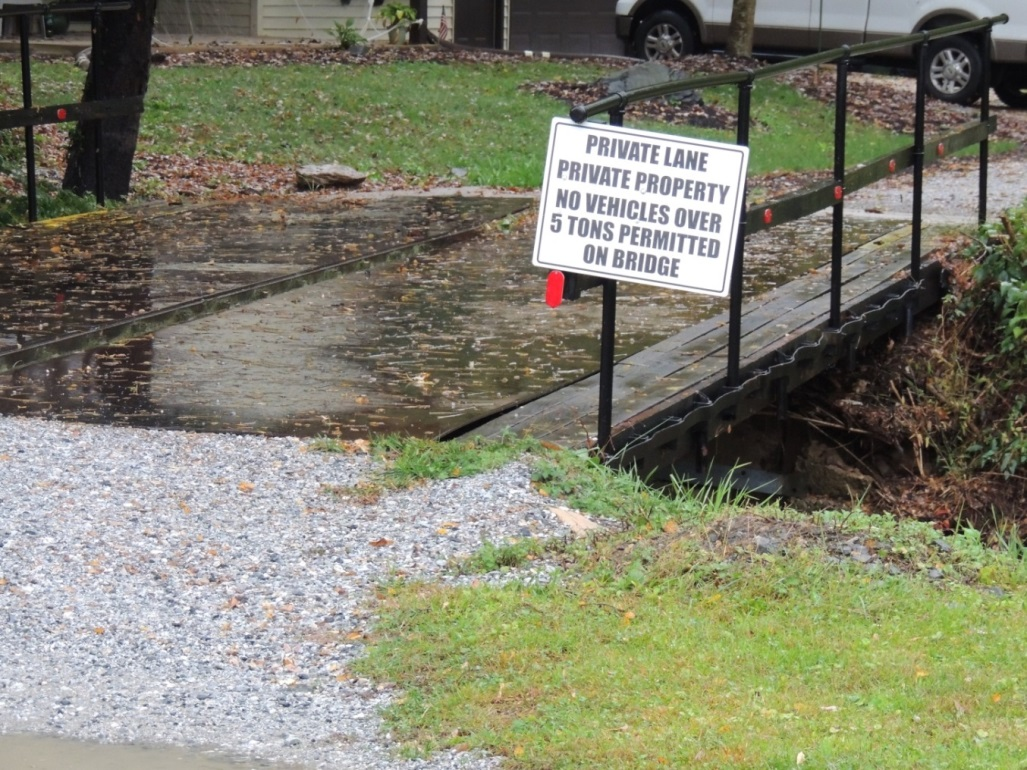 PRIVATE LANE
PRIVATE PROPERTY
NO VEHICLES OVER
5 TONS PERMITTED
ON BRIDGE